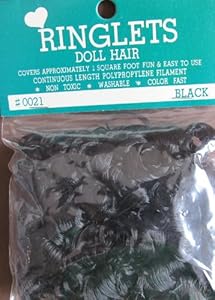 RINGLETS
DOLL HAIR
COVERS APPROXIMATELY 1 SQUARE FOOT FUN & EASY TO USE
CONTINUOUS LENGTH POLYPROPYLENE FILAMENT
* NON TOXIC * WASHABLE * COLOR FAST
#0021 BLACK